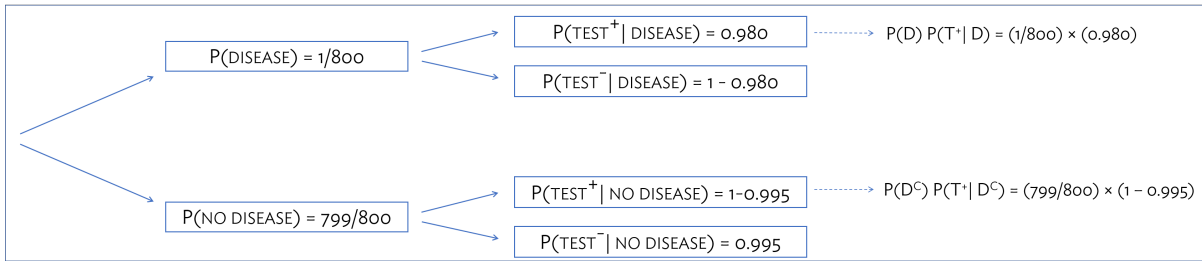 P(DISEASE) = 1/800
P(TEST⁺| DISEASE) = 0.980
P(D) P(T⁺| D) = (1/800) × (0.980)
P(TEST⁻| DISEASE) = 1 – 0.980
P(NO DISEASE) = 799/800
P(TEST⁺| NO DISEASE) = 1-0.995
P(Dᶜ) P(T⁺| Dᶜ) = (799/800) × (1 – 0.995)
P(TEST⁻| NO DISEASE) = 0.995